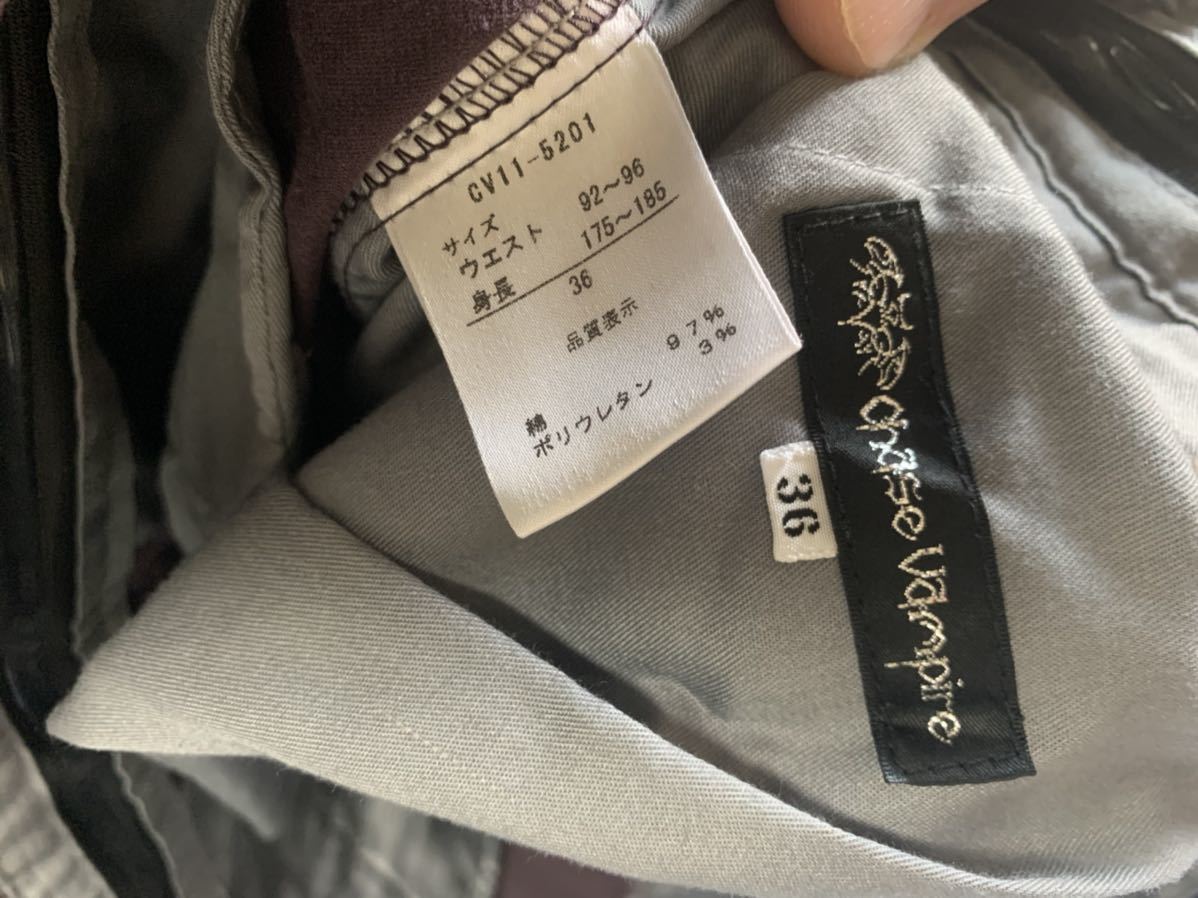 CV11-5201
サイズ
ウエスト 92～96
身長 175～185
36
品質表示
綿 97%
ポリウレタン 3%
36
chase vampire